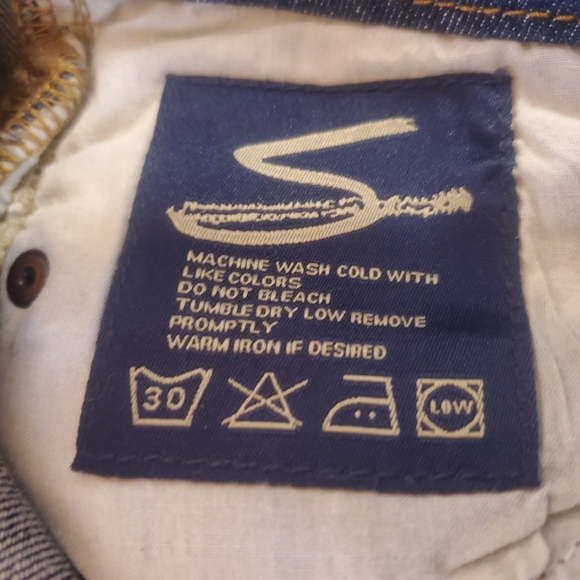 S
MACHINE WASH COLD WITH
LIKE COLORS
DO NOT BLEACH
TUMBLE DRY LOW REMOVE
PROMPTLY
WARM IRON IF DESIRED
30
LOW